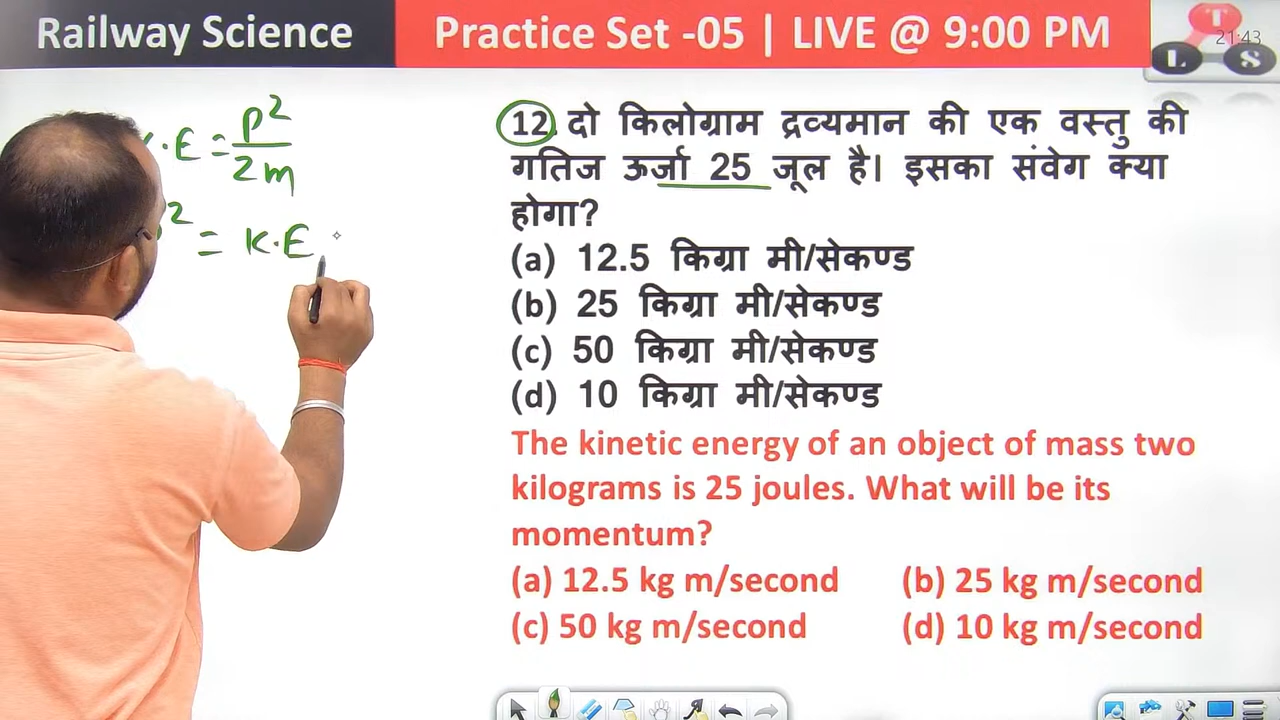 Railway Science
Practice Set -05 | LIVE @ 9:00 PM
T
21:43
L S
K.E = p²/2m
² = K.E
12. दो किलोग्राम द्रव्यमान की एक वस्तु की
गतिज ऊर्जा 25 जूल है। इसका संवेग क्या
होगा?
(a) 12.5 किग्रा मी/सेकण्ड
(b) 25 किग्रा मी/सेकण्ड
(c) 50 किग्रा मी/सेकण्ड
(d) 10 किग्रा मी/सेकण्ड
The kinetic energy of an object of mass two
kilograms is 25 joules. What will be its
momentum?
(a) 12.5 kg m/second (b) 25 kg m/second
(c) 50 kg m/second (d) 10 kg m/second